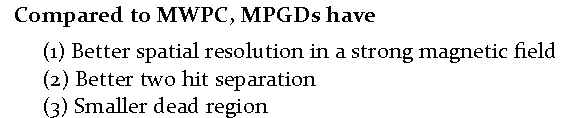 Compared to MWPC, MPGDs have
(1) Better spatial resolution in a strong magnetic field
(2) Better two hit separation
(3) Smaller dead region